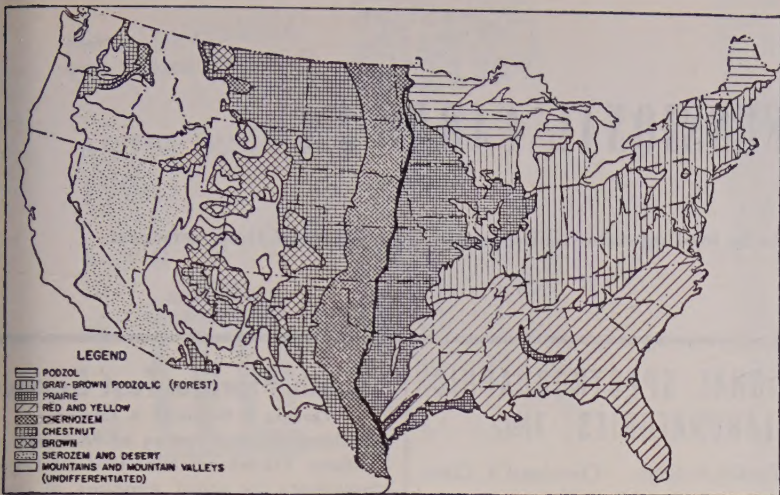 LEGEND
PODZOL
GRAY-BROWN PODZOLIC (FOREST)
PRAIRIE
RED AND YELLOW
CHERNOZEM
CHESTNUT
BROWN
SIEROZEM AND DESERT
MOUNTAINS AND MOUNTAIN VALLEYS
(UNDIFFERENTIATED)